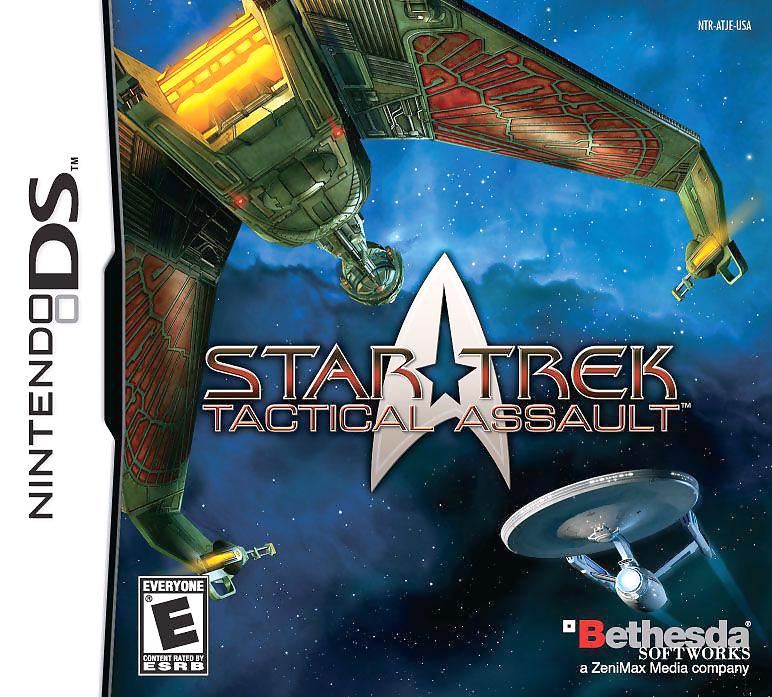 NTR-ATJE-USA
NINTENDO DS™
STAR TREK
TACTICAL ASSAULT™
EVERYONE
E®
CONTENT RATED BY
ESRB
Bethesda®
SOFTWORKS
a ZeniMax Media company